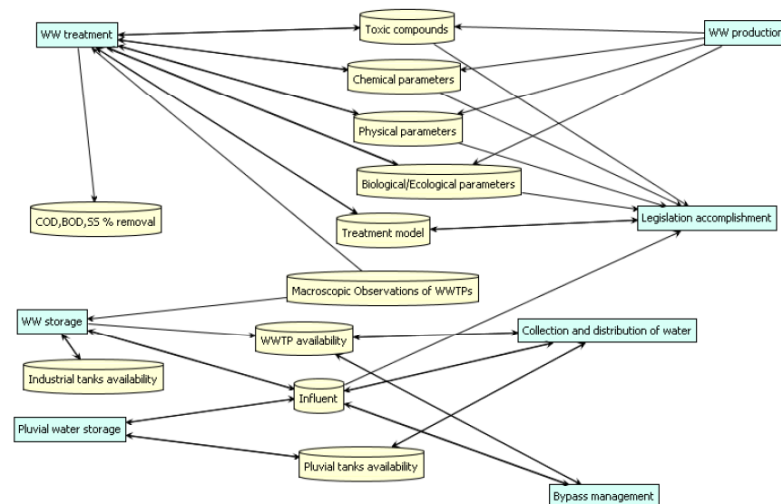 Toxic compounds
WW treatment
WW production
Chemical parameters
Physical parameters
Biological/Ecological parameters
COD,BOD,SS % removal
Legislation accomplishment
Treatment model
Macroscopic Observations of WWTPs
WW storage
Collection and distribution of water
WWTP availability
Industrial tanks availability
Influent
Pluvial water storage
Pluvial tanks availability
Bypass management